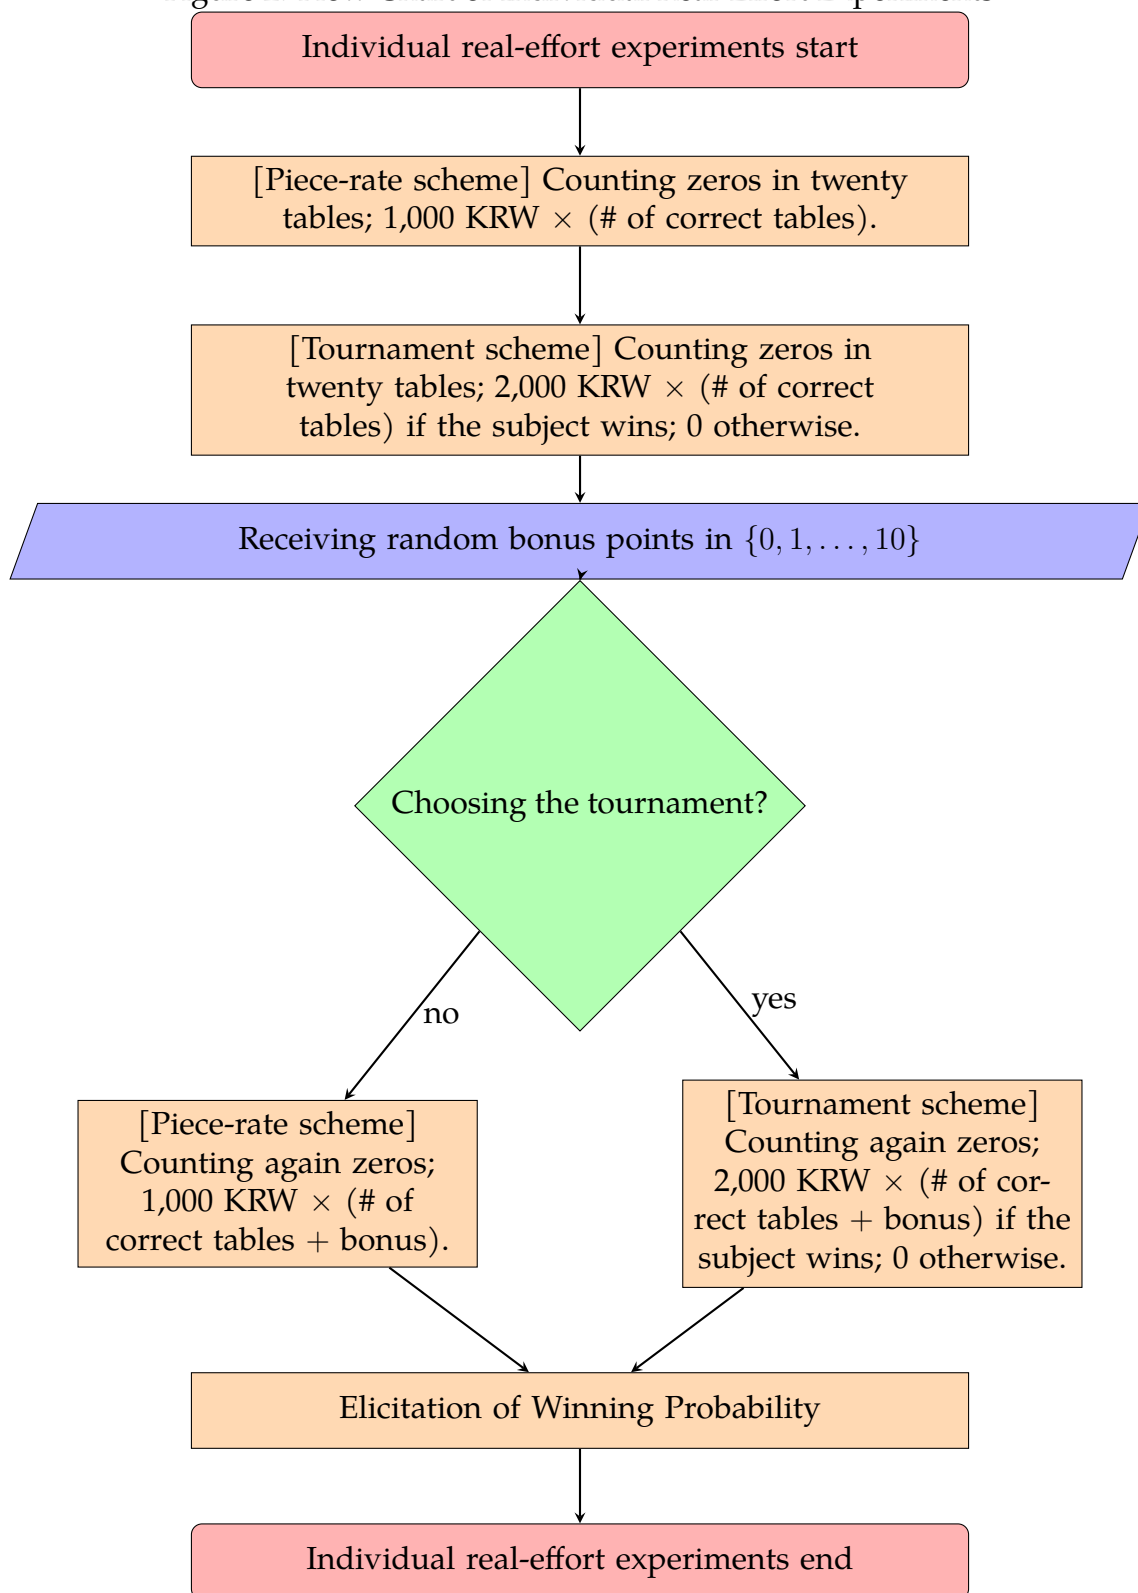 Individual real-effort experiments start
[Piece-rate scheme] Counting zeros in twenty
tables; 1,000 KRW × (# of correct tables).
[Tournament scheme] Counting zeros in
twenty tables; 2,000 KRW × (# of correct
tables) if the subject wins; 0 otherwise.
Receiving random bonus points in {0, 1, . . . , 10}
Choosing the tournament?
no
yes
[Piece-rate scheme]
Counting again zeros;
1,000 KRW × (# of
correct tables + bonus).
[Tournament scheme]
Counting again zeros;
2,000 KRW × (# of cor-
rect tables + bonus) if the
subject wins; 0 otherwise.
Elicitation of Winning Probability
Individual real-effort experiments end